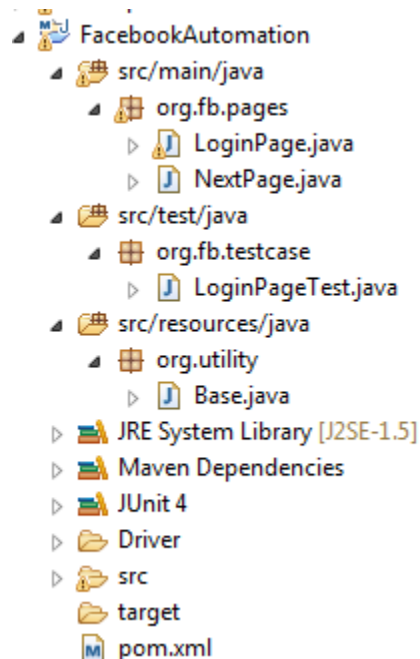 FacebookAutomation
src/main/java
org.fb.pages
LoginPage.java
NextPage.java
src/test/java
org.fb.testcase
LoginPageTest.java
src/resources/java
org.utility
Base.java
JRE System Library [J2SE-1.5]
Maven Dependencies
JUnit 4
Driver
src
target
pom.xml